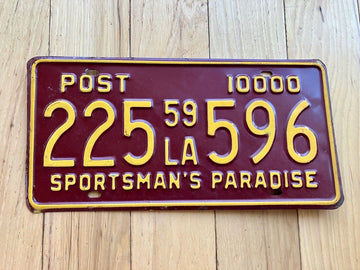 POST 10000
225 59 LA 596
SPORTSMAN'S PARADISE